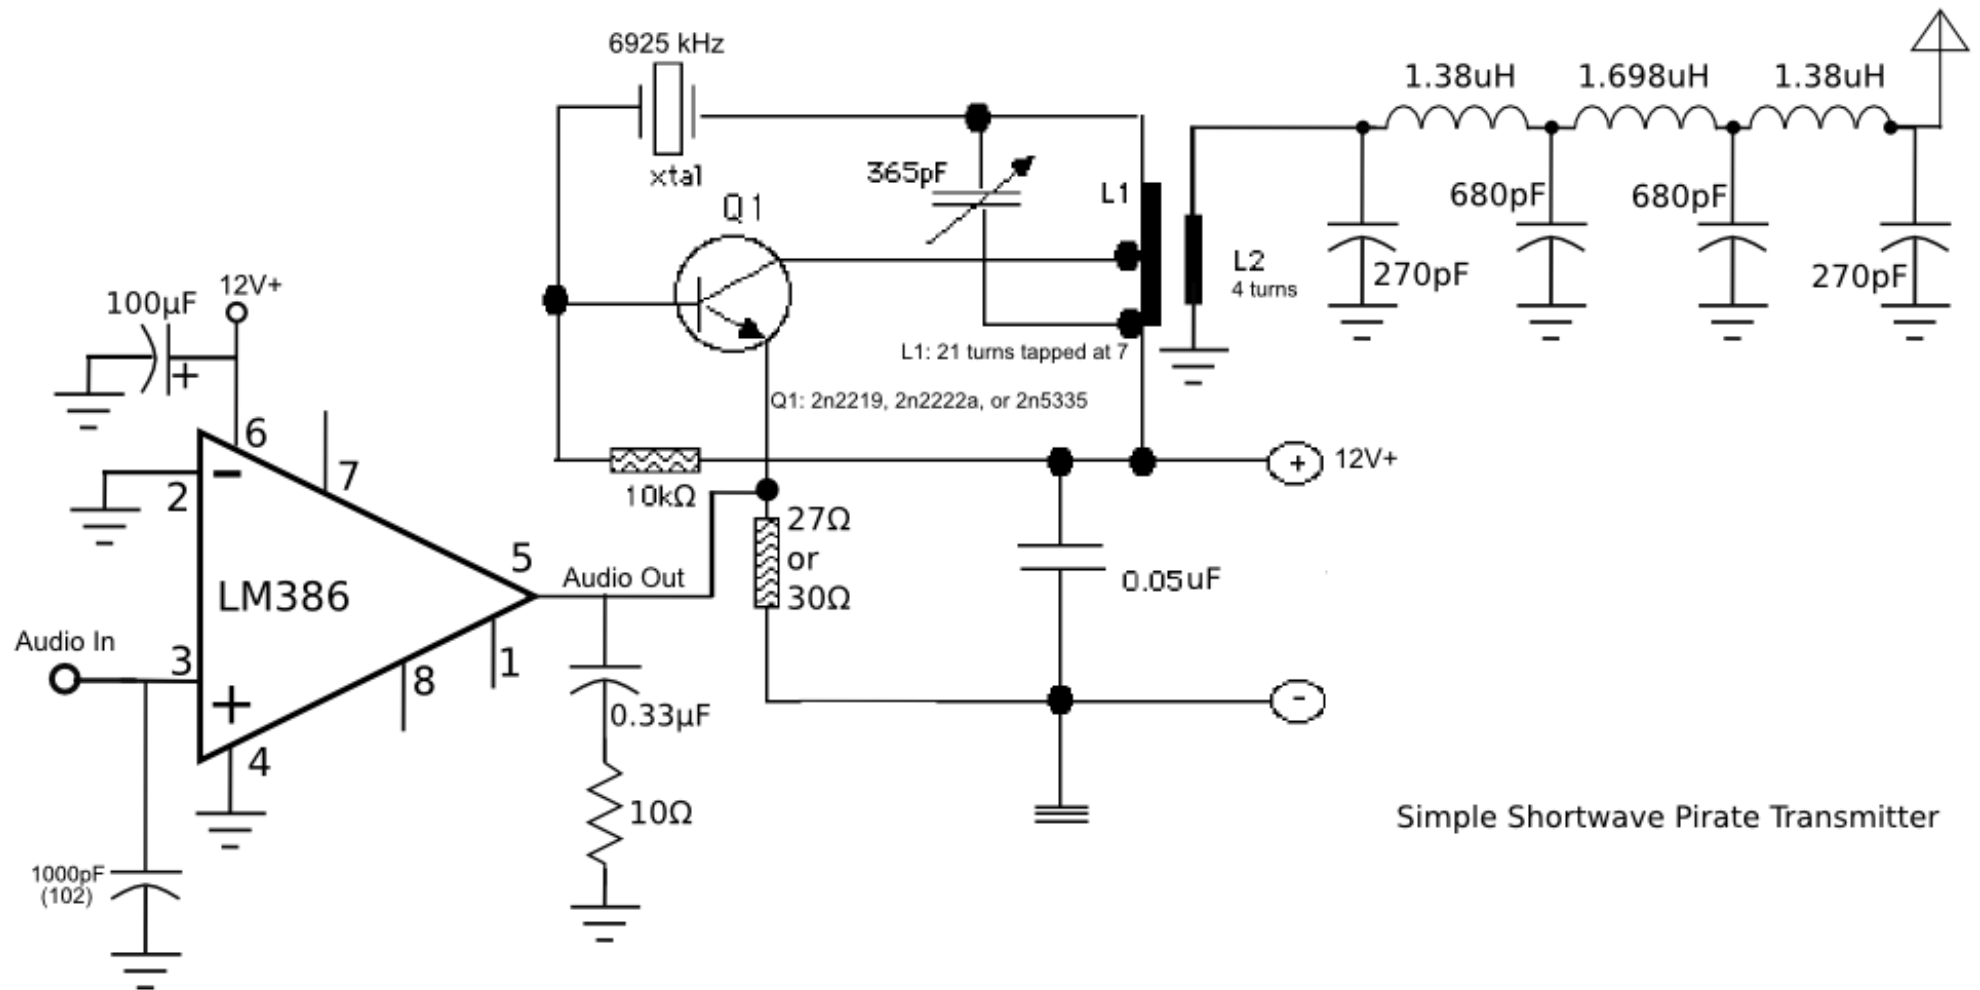 6925 kHz
xtal
Q1
365pF
L1
L2
4 turns
L1: 21 turns tapped at 7
Q1: 2n2219, 2n2222a, or 2n5335
1.38uH
1.698uH
1.38uH
270pF
680pF
680pF
270pF
12V+
100µF
+
6
7
2
-
5
LM386
Audio In
3
+
4
8
1
Audio Out
0.33µF
10Ω
1000pF
(102)
10kΩ
27Ω
or
30Ω
0.05uF
+
12V+
-
Simple Shortwave Pirate Transmitter